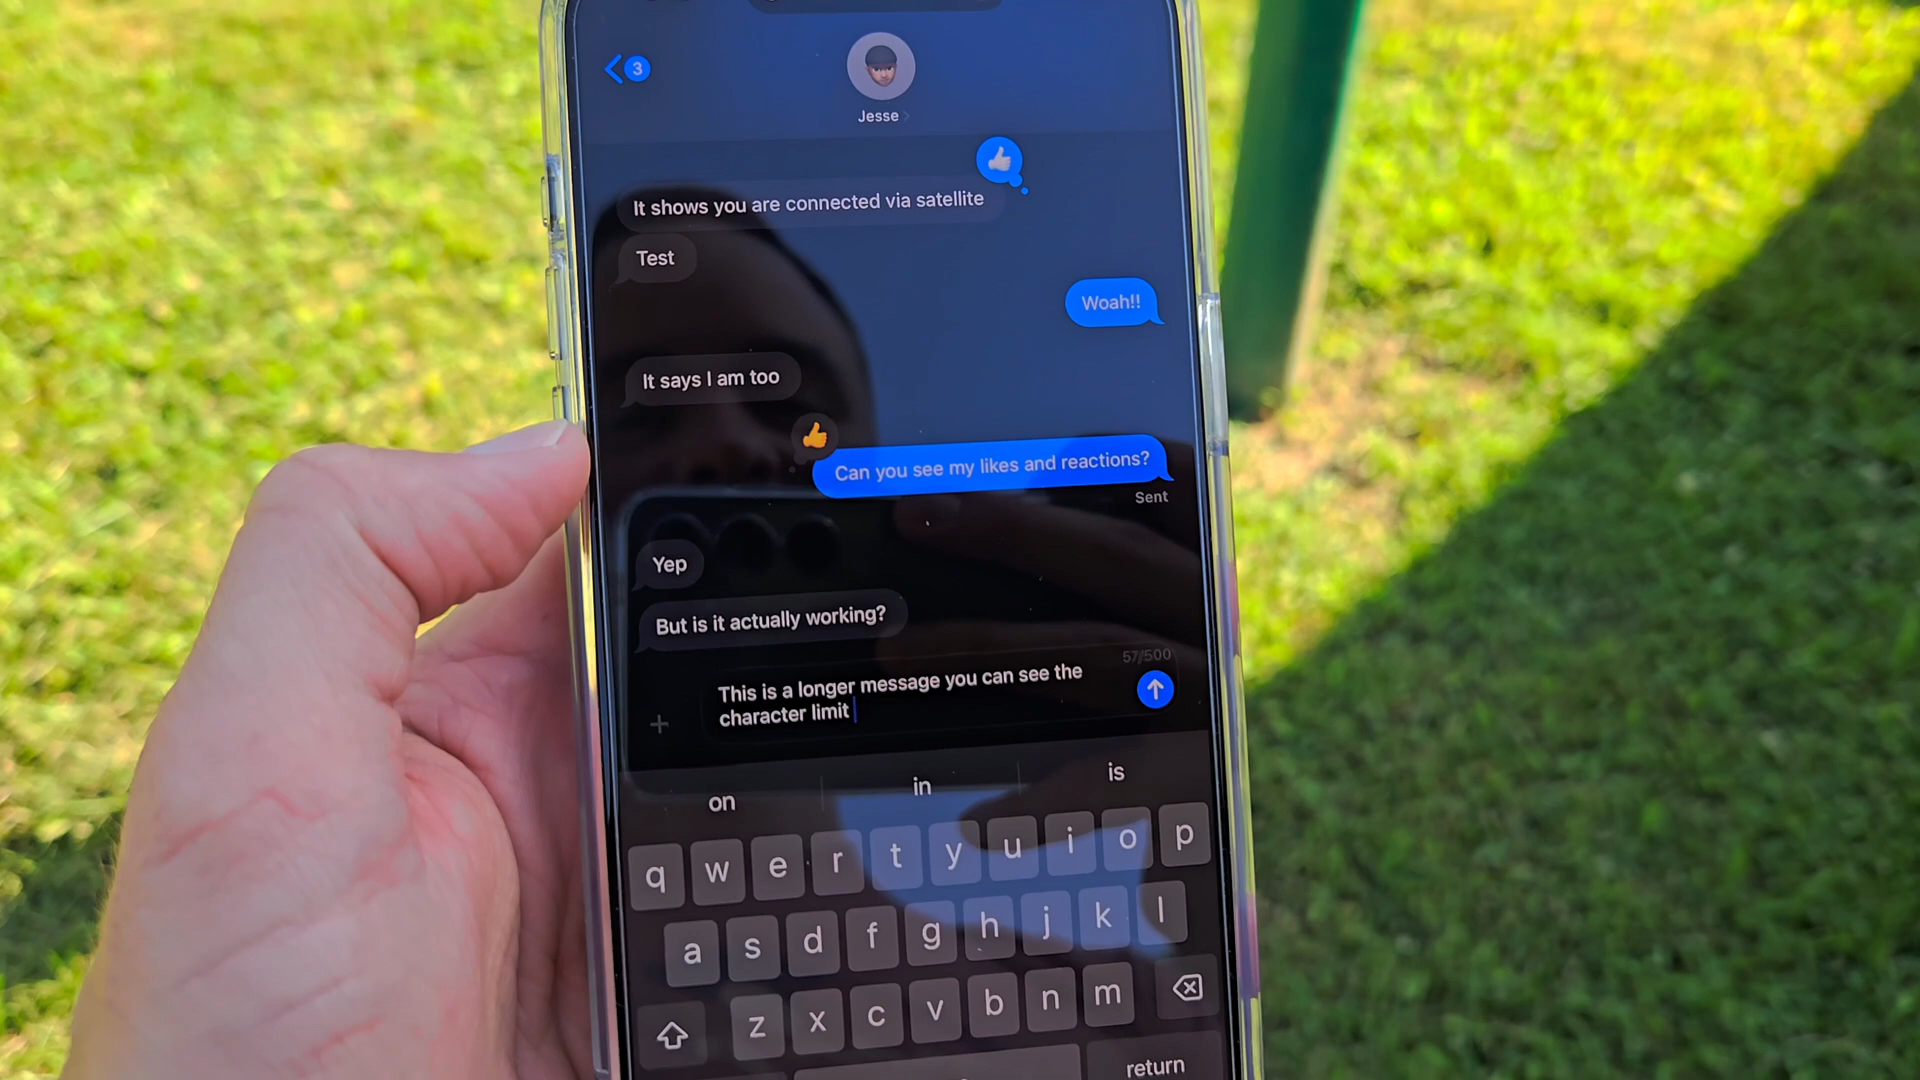 3
Jesse
It shows you are connected via satellite
Test
Woah!!
It says I am too
Can you see my likes and reactions?
Sent
Yep
But is it actually working?
57/500
This is a longer message you can see the
character limit
on in is
q w e r t y u i o p
a s d f g h j k l
z x c v b n m
return